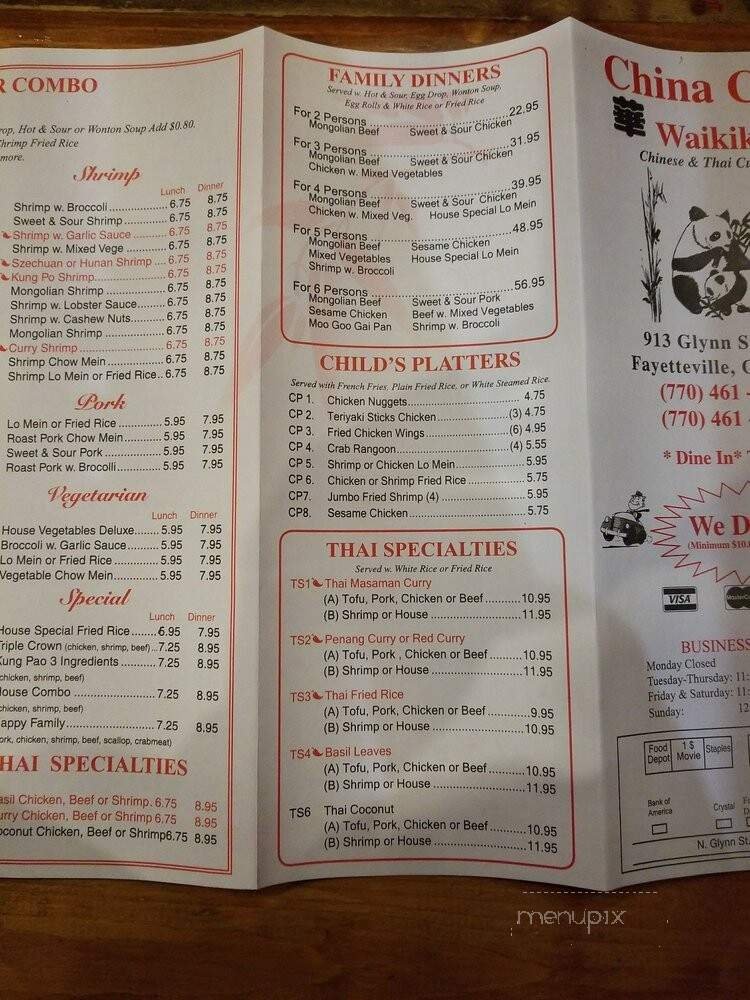 R COMBO
rop, Hot & Sour or Wonton Soup Add $0.80.
Shrimp Fried Rice
more.
Shrimp
Lunch Dinner
Shrimp w. Broccoli 6.75 8.75
Sweet & Sour Shrimp 6.75 8.75
Shrimp w. Garlic Sauce 6.75 8.75
Shrimp w. Mixed Vege 6.75 8.75
Szechuan or Hunan Shrimp 6.75 8.75
Kung Po Shrimp 6.75 8.75
Mongolian Shrimp 6.75 8.75
Shrimp w. Lobster Sauce 6.75 8.75
Shrimp w. Cashew Nuts 6.75 8.75
Mongolian Shrimp 6.75 8.75
Curry Shrimp 6.75 8.75
Shrimp Chow Mein 6.75 8.75
Shrimp Lo Mein or Fried Rice 6.75 8.75
Pork
Lo Mein or Fried Rice 5.95 7.95
Roast Pork Chow Mein 5.95 7.95
Sweet & Sour Pork 5.95 7.95
Roast Pork w. Brocolli 5.95 7.95
Vegetarian
Lunch Dinner
House Vegetables Deluxe 5.95 7.95
Broccoli w. Garlic Sauce 5.95 7.95
Lo Mein or Fried Rice 5.95 7.95
Vegetable Chow Mein 5.95 7.95
Special
Lunch Dinner
House Special Fried Rice 6.95 7.95
Triple Crown (chicken, shrimp, beef) 7.25 8.95
Kung Pao 3 Ingredients 7.25 8.95
chicken, shrimp, beef)
House Combo 7.25 8.95
chicken, shrimp, beef)
Happy Family 7.25 8.95
ork, chicken, shrimp, beef, scallop, crabmeat)
HAI SPECIALTIES
asil Chicken, Beef or Shrimp. 6.75 8.95
urry Chicken, Beef or Shrimp 6.75 8.95
oconut Chicken, Beef or Shrimp 6.75 8.95
FAMILY DINNERS
Served w. Hot & Sour, Egg Drop, Wonton Soup,
Egg Rolls & White Rice or Fried Rice
For 2 Persons 22.95
Mongolian Beef Sweet & Sour Chicken
For 3 Persons 31.95
Mongolian Beef Sweet & Sour Chicken
Chicken w. Mixed Vegetables
For 4 Persons 39.95
Mongolian Beef Sweet & Sour Chicken
Chicken w. Mixed Veg. House Special Lo Mein
For 5 Persons 48.95
Mongolian Beef Sesame Chicken
Mixed Vegetables House Special Lo Mein
Shrimp w. Broccoli
For 6 Persons 56.95
Mongolian Beef Sweet & Sour Pork
Sesame Chicken Beef w. Mixed Vegetables
Moo Goo Gai Pan Shrimp w. Broccoli
CHILD'S PLATTERS
Served with French Fries, Plain Fried Rice, or White Steamed Rice.
CP 1. Chicken Nuggets 4.75
CP 2. Teriyaki Sticks Chicken (3) 4.75
CP 3. Fried Chicken Wings (6) 4.95
CP 4. Crab Rangoon (4) 5.55
CP 5. Shrimp or Chicken Lo Mein 5.95
CP 6. Chicken or Shrimp Fried Rice 5.75
CP7. Jumbo Fried Shrimp (4) 5.95
CP8. Sesame Chicken 5.75
THAI SPECIALTIES
Served w. White Rice or Fried Rice
TS1 Thai Masaman Curry
(A) Tofu, Pork, Chicken or Beef 10.95
(B) Shrimp or House 11.95
TS2 Penang Curry or Red Curry
(A) Tofu, Pork , Chicken or Beef 10.95
(B) Shrimp or House 11.95
TS3 Thai Fried Rice
(A) Tofu, Pork, Chicken or Beef 9.95
(B) Shrimp or House 10.95
TS4 Basil Leaves
(A) Tofu, Pork, Chicken or Beef 10.95
(B) Shrimp or House 11.95
TS6 Thai Coconut
(A) Tofu, Pork, Chicken or Beef 10.95
(B) Shrimp or House 11.95
China C
華
Waikik
Chinese & Thai Cu
913 Glynn S
Fayetteville, G
(770) 461 -
(770) 461 -
* Dine In* T
We D
(Minimum $10.0
VISA MasterC
BUSINESS
Monday Closed
Tuesday-Thursday: 11:
Friday & Saturday: 11:
Sunday: 12
Food Depot
1 $ Movie
Staples
Bank of America
Crystal
N. Glynn St.
menupix